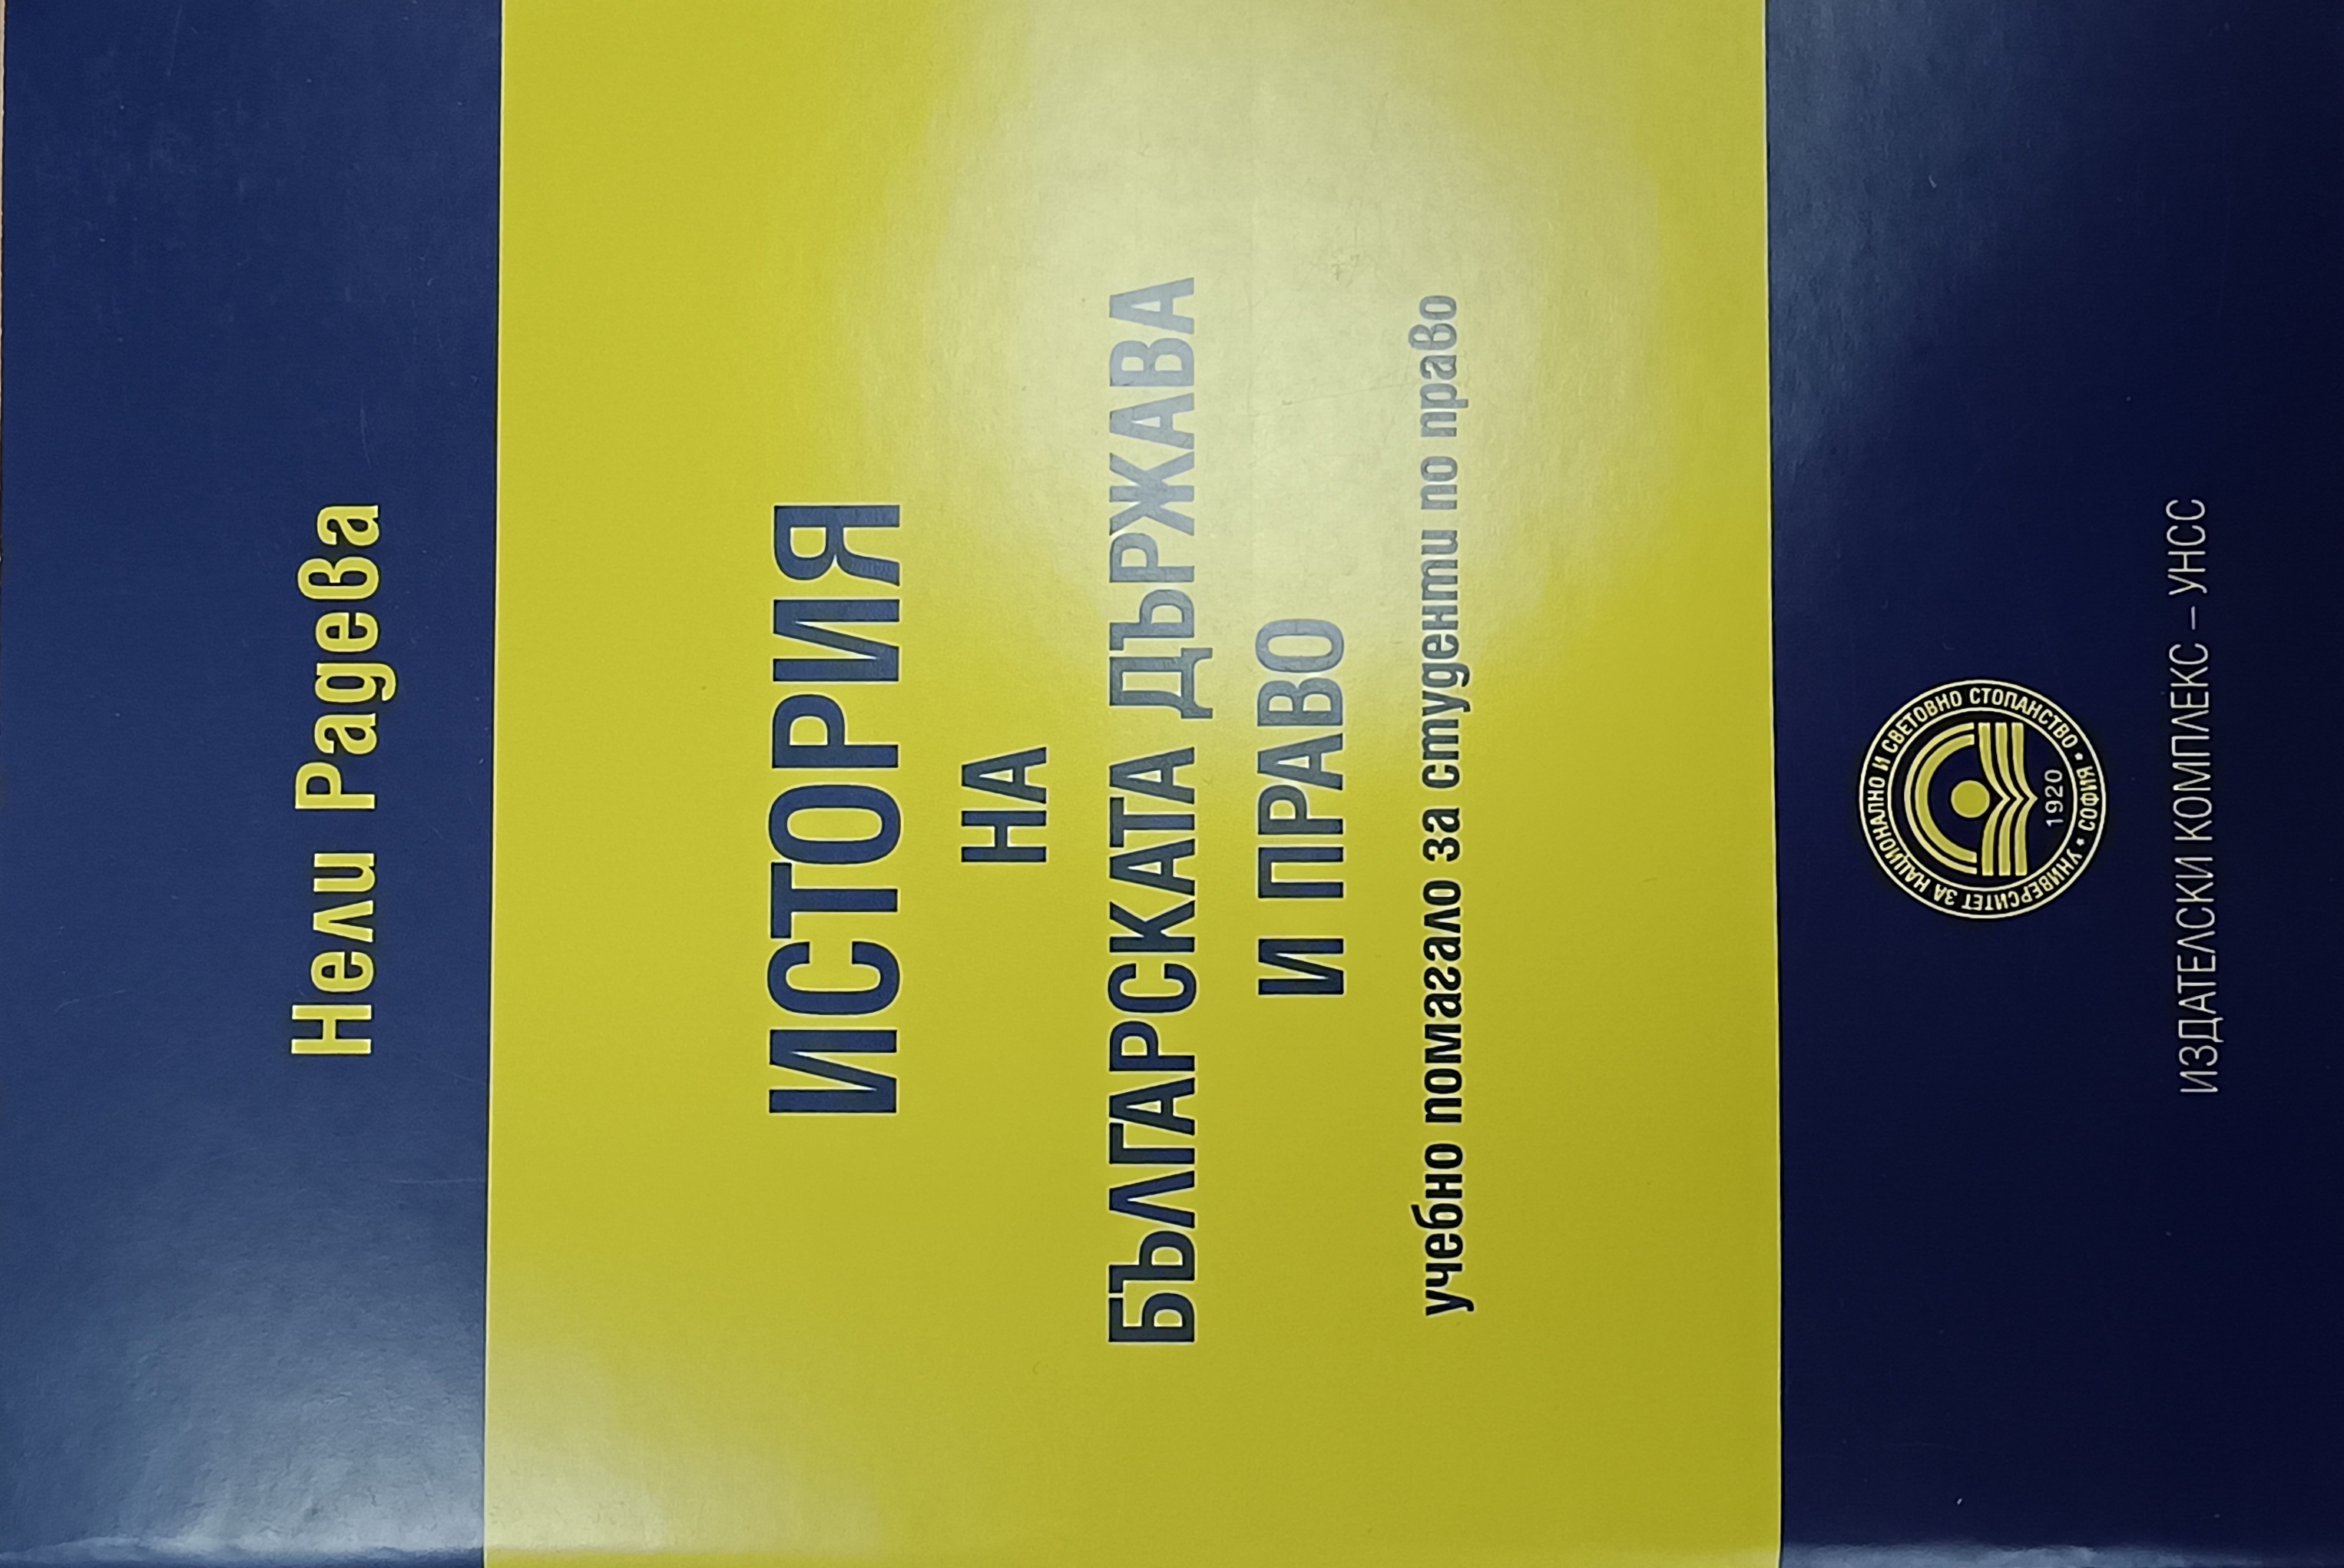 Нели Радева
ИСТОРИЯ
НА
БЪЛГАРСКАТА ДЪРЖАВА
И ПРАВО
учебно помагало за студенти по право
УНИВЕРСИТЕТ ЗА НАЦИОНАЛНО И СВЕТОВНО СТОПАНСТВО • СОФИЯ •
1920
ИЗДАТЕЛСКИ КОМПЛЕКС – УНСС